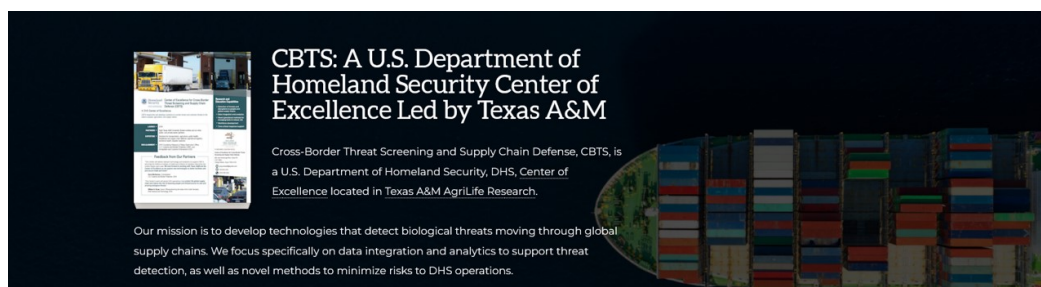 CBTS: A U.S. Department of
Homeland Security Center of
Excellence Led by Texas A&M
Cross-Border Threat Screening and Supply Chain Defense, CBTS, is
a U.S. Department of Homeland Security, DHS, Center of
Excellence located in Texas A&M AgriLife Research.
Our mission is to develop technologies that detect biological threats moving through global
supply chains. We focus specifically on data integration and analytics to support threat
detection, as well as novel methods to minimize risks to DHS operations.